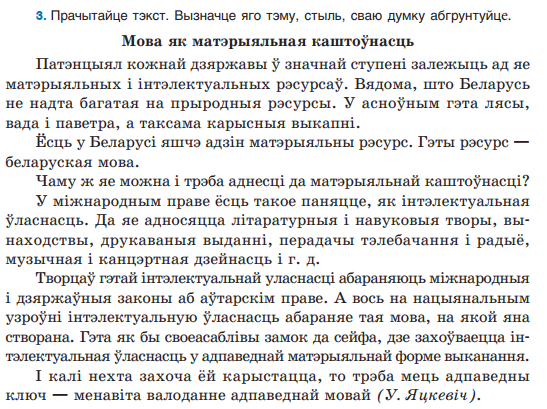 3. Прачытайце тэкст. Вызначце яго тэму, стыль, сваю думку абгрунтуйце.
Мова як матэрыяльная каштоўнасць
Патэнцыял кожнай дзяржавы ў значнай ступені залежыць ад яе
матэрыяльных і інтэлектуальных рэсурсаў. Вядома, што Беларусь
не надта багатая на прыродныя рэсурсы. У асноўным гэта лясы,
вада і паветра, а таксама карысныя выкапні.
Ёсць у Беларусі яшчэ адзін матэрыяльны рэсурс. Гэты рэсурс —
беларуская мова.
Чаму ж яе можна і трэба аднесці да матэрыяльнай каштоўнасці?
У міжнародным праве ёсць такое паняцце, як інтэлектуальная
ўласнасць. Да яе адносяцца літаратурныя і навуковыя творы, вы-
находствы, друкаваныя выданні, перадачы тэлебачання і радыё,
музычная і канцэртная дзейнасць і г. д.
Творцаў гэтай інтэлектуальнай уласнасці абараняюць міжнародныя
і дзяржаўныя законы аб аўтарскім праве. А вось на нацыянальным
узроўні інтэлектуальную ўласнасць абараняе тая мова, на якой яна
створана. Гэта як бы своеасаблівы замок да сейфа, дзе захоўваецца ін-
тэлектуальная ўласнасць у адпаведнай матэрыяльнай форме выканання.
І калі нехта захоча ёй карыстацца, то трэба мець адпаведны
ключ — менавіта валоданне адпаведнай мовай (У. Яцкевіч).